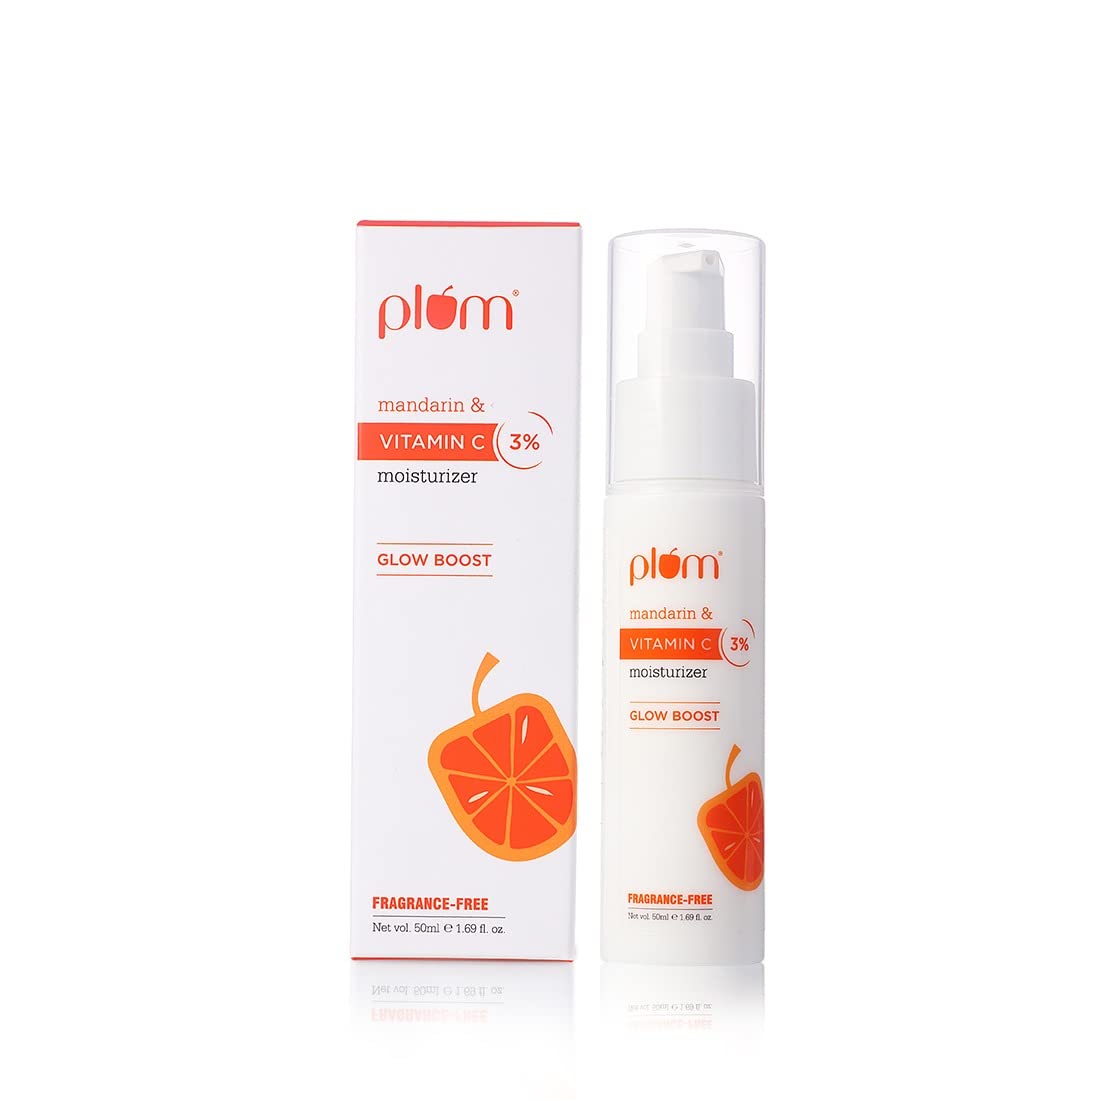 plum®
mandarin &
VITAMIN C 3%
moisturizer
GLOW BOOST
FRAGRANCE-FREE
Net vol. 50ml ℮ 1.69 fl. oz.
plum®
mandarin &
VITAMIN C 3%
moisturizer
GLOW BOOST
FRAGRANCE-FREE
Net vol. 50ml ℮ 1.69 fl. oz.